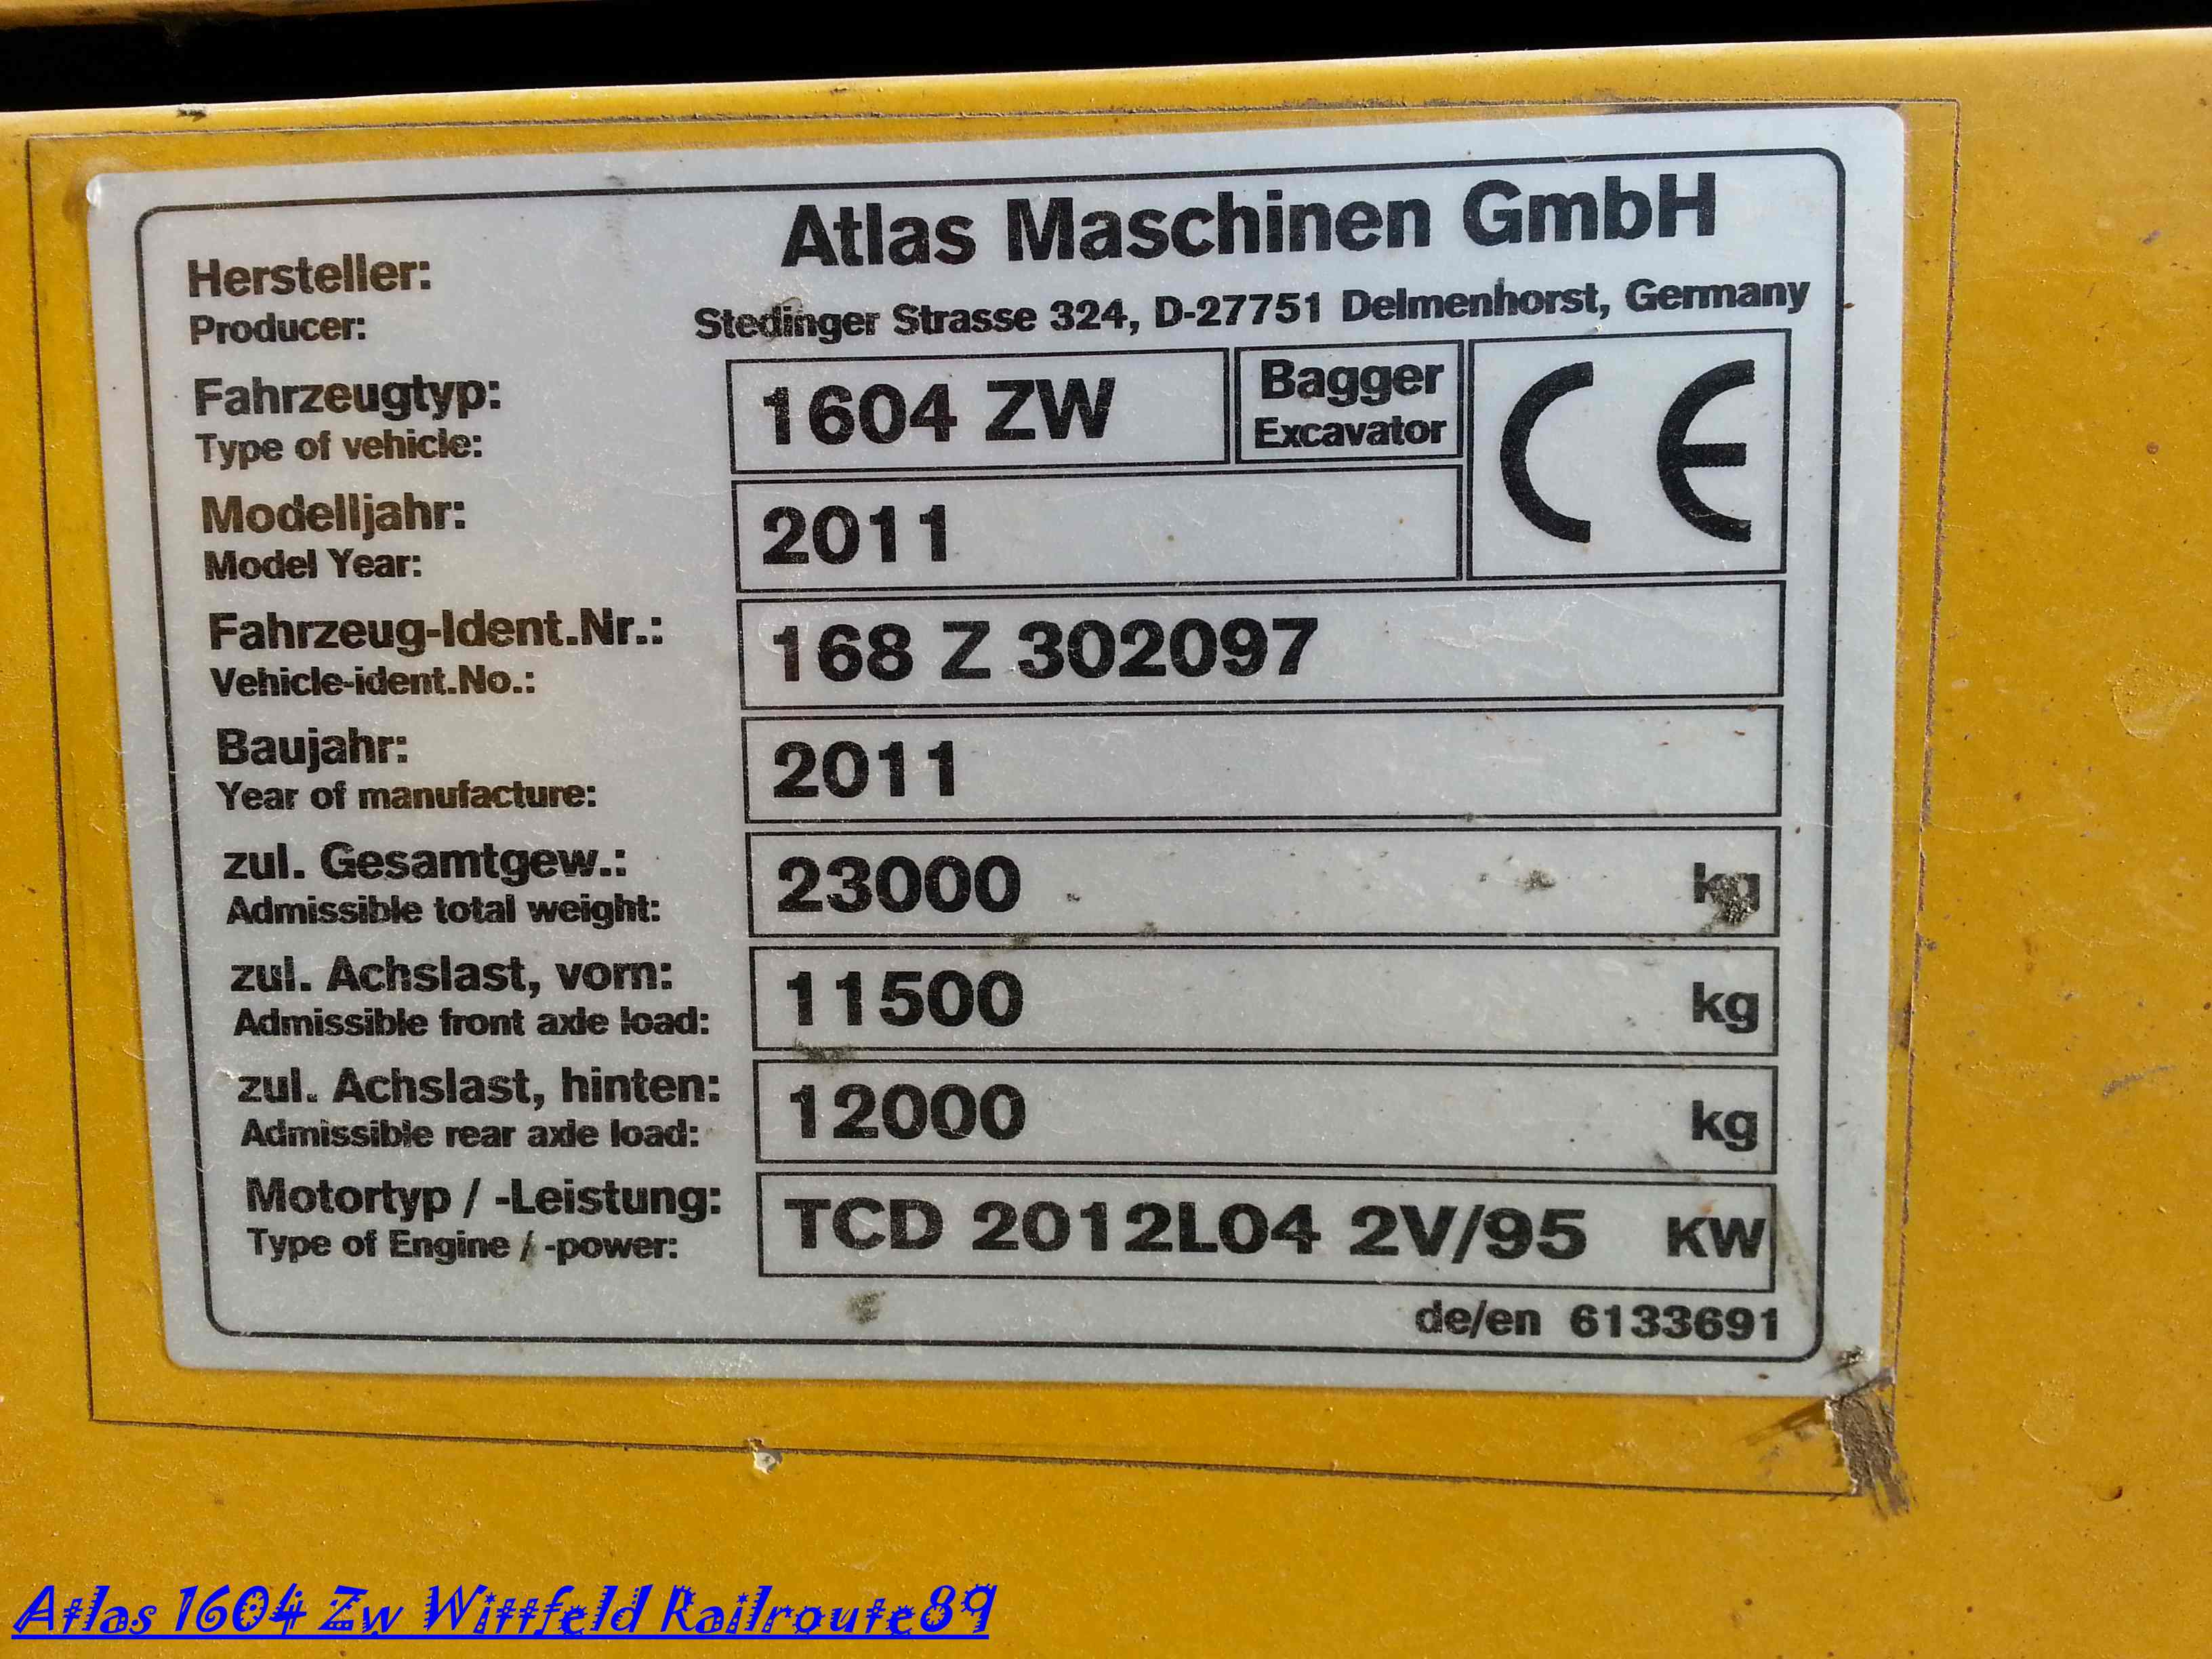 Atlas Maschinen GmbH
Hersteller:
Producer:
Stedinger Strasse 324, D-27751 Delmenhorst, Germany
Fahrzeugtyp:
Type of vehicle:
1604 ZW
Bagger
Excavator
CE
Modelljahr:
Model Year:
2011
Fahrzeug-Ident.Nr.:
Vehicle-ident.No.:
168 Z 302097
Baujahr:
Year of manufacture:
2011
zul. Gesamtgew.:
Admissible total weight:
23000 kg
zul. Achslast, vorn:
Admissible front axle load:
11500 kg
zul. Achslast, hinten:
Admissible rear axle load:
12000 kg
Motortyp / -Leistung:
Type of Engine / -power:
TCD 2012L04 2V/95 KW
de/en 6133691
Atlas 1604 Zw Wittfeld Railroute89